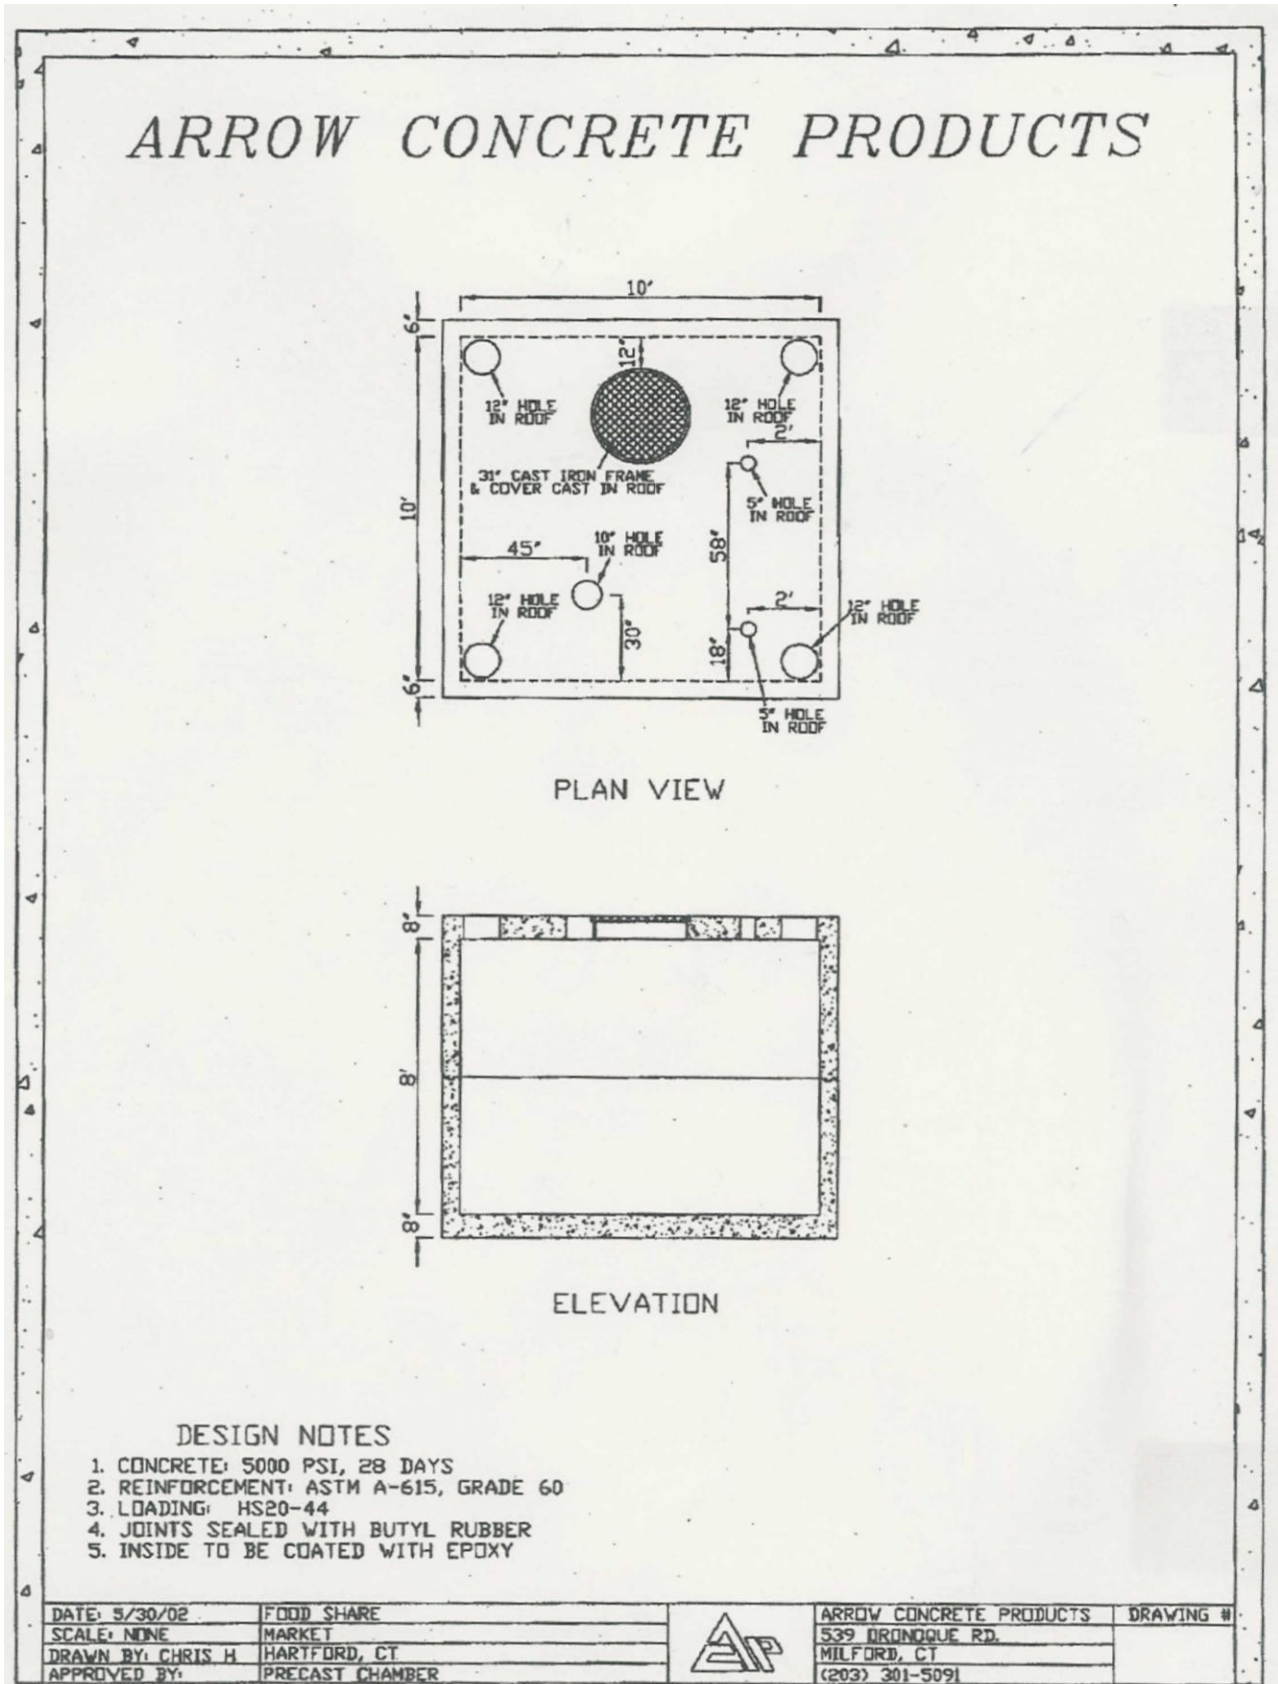 ARROW CONCRETE PRODUCTS
10'
6"
12"
12" HOLE
IN ROOF
12" HOLE
IN ROOF
2'
31" CAST IRON FRAME
& COVER CAST IN ROOF
5" HOLE
IN ROOF
10'
45"
10" HOLE
IN ROOF
58"
12" HOLE
IN ROOF
2'
12" HOLE
IN ROOF
30"
18"
6"
5" HOLE
IN ROOF
PLAN VIEW
8"
8'
8"
ELEVATION
DESIGN NOTES
1. CONCRETE: 5000 PSI, 28 DAYS
2. REINFORCEMENT: ASTM A-615, GRADE 60
3. LOADING: HS20-44
4. JOINTS SEALED WITH BUTYL RUBBER
5. INSIDE TO BE COATED WITH EPOXY
DATE: 5/30/02
SCALE: NONE
DRAWN BY: CHRIS H
APPROVED BY:
FOOD SHARE
MARKET
HARTFORD, CT
PRECAST CHAMBER
AP
ARROW CONCRETE PRODUCTS
539 ORONOQUE RD.
MILFORD, CT
(203) 301-5091
DRAWING #